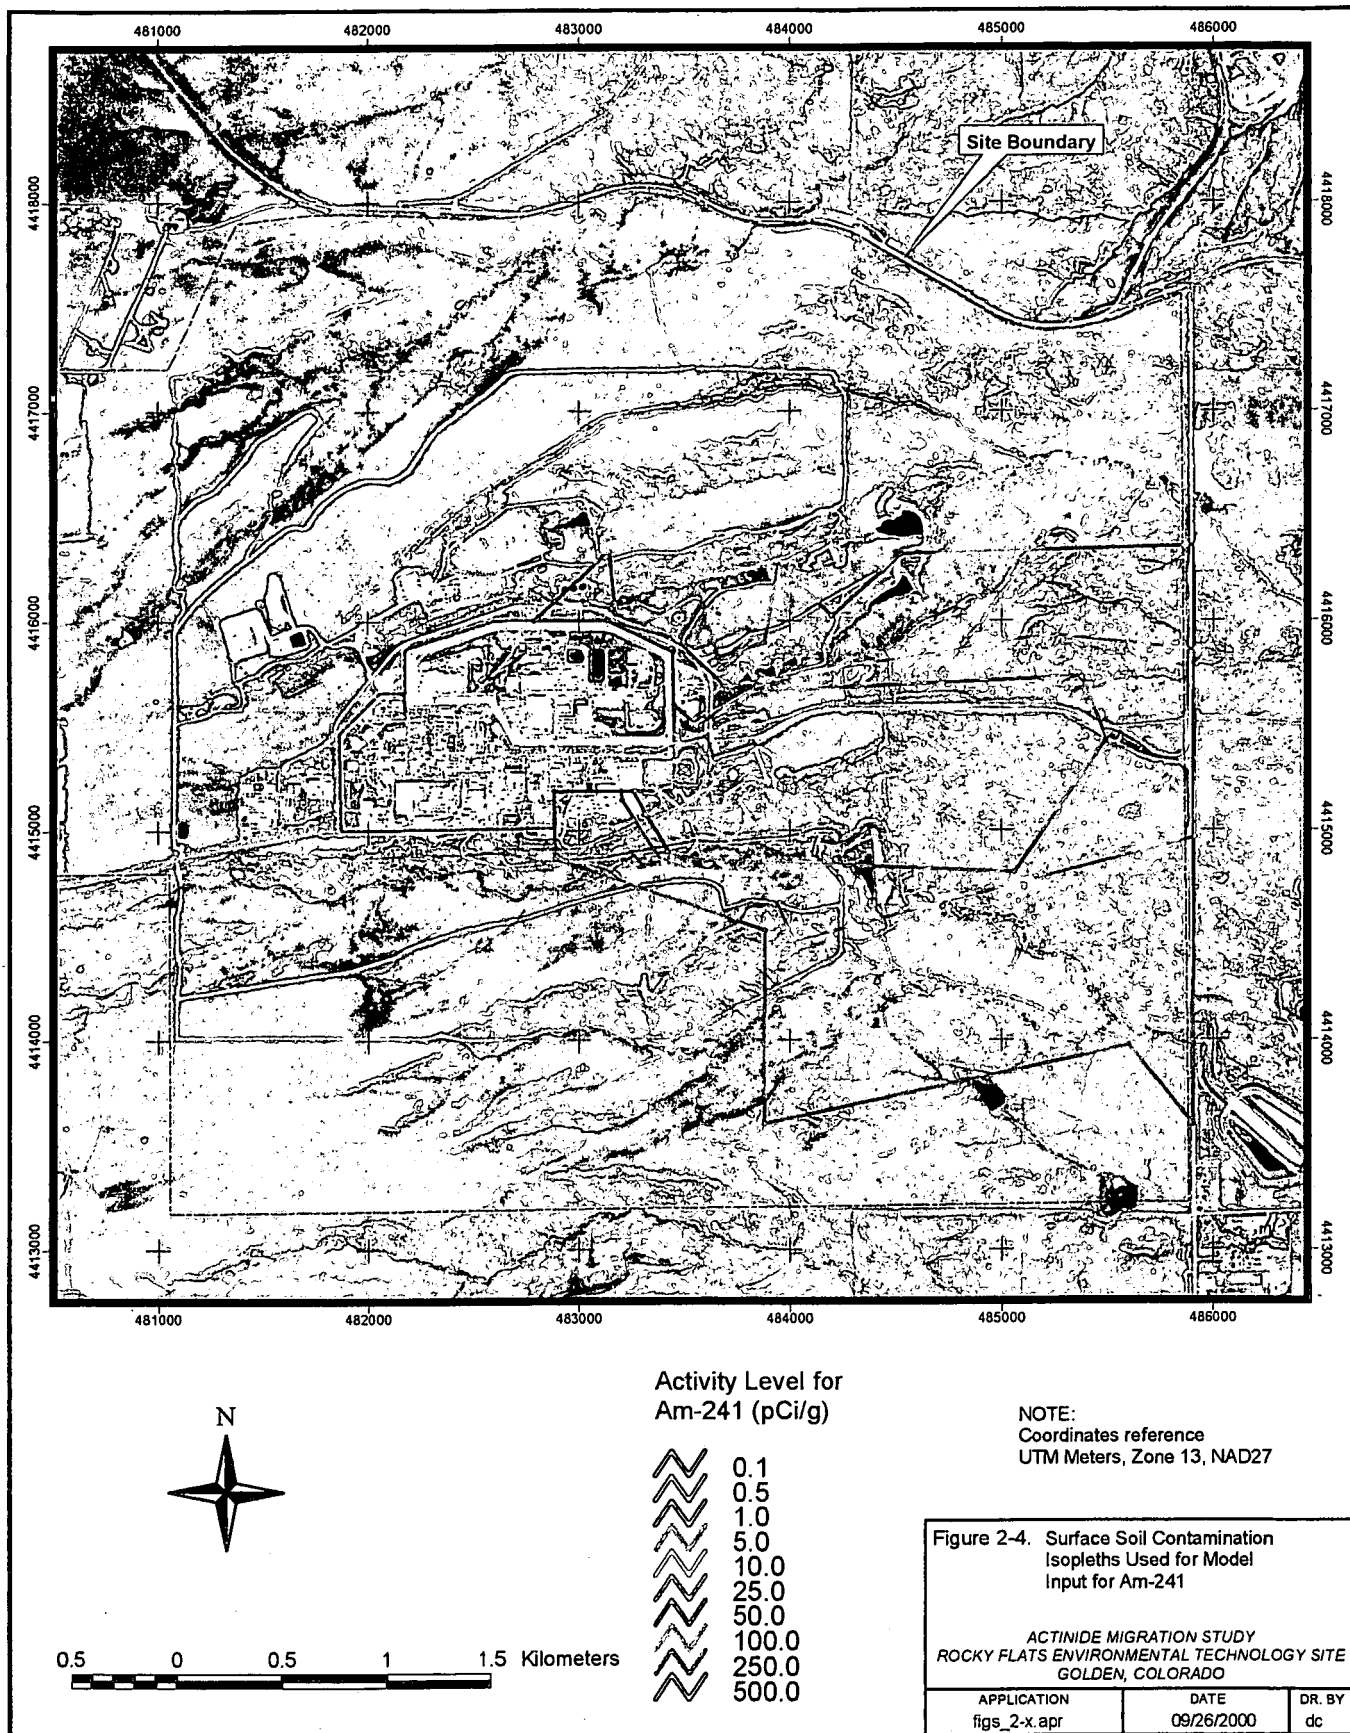 481000 482000 483000 484000 485000 486000
Site Boundary
4418000 4418000
4417000 4417000
4416000 4416000
4415000 4415000
4414000 4414000
4413000 4413000
481000 482000 483000 484000 485000 486000
Activity Level for
Am-241 (pCi/g)
0.1
0.5
1.0
5.0
10.0
25.0
50.0
100.0
250.0
500.0
N
0.5 0 0.5 1 1.5 Kilometers
NOTE:
Coordinates reference
UTM Meters, Zone 13, NAD27
Figure 2-4. Surface Soil Contamination
Isopleths Used for Model
Input for Am-241
ACTINIDE MIGRATION STUDY
ROCKY FLATS ENVIRONMENTAL TECHNOLOGY SITE
GOLDEN, COLORADO
APPLICATION DATE DR. BY
figs_2-x.apr 09/26/2000 dc